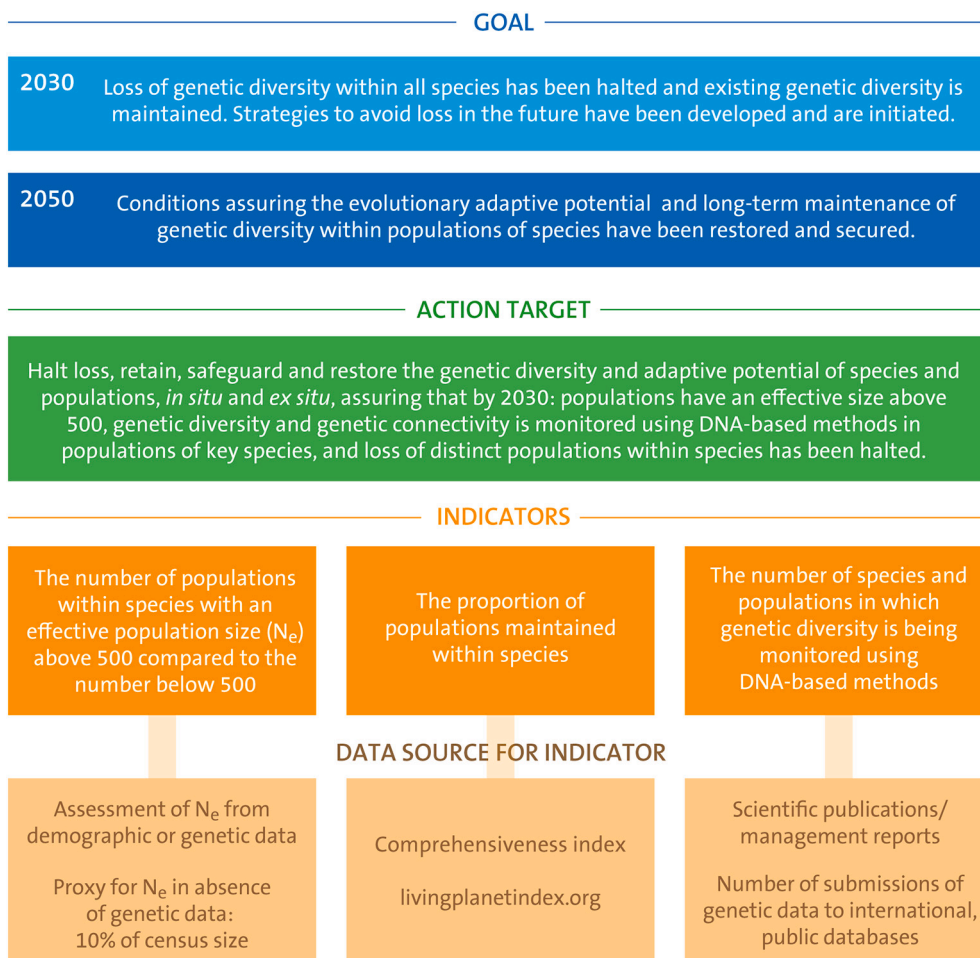 GOAL
2030 Loss of genetic diversity within all species has been halted and existing genetic diversity is
maintained. Strategies to avoid loss in the future have been developed and are initiated.
2050 Conditions assuring the evolutionary adaptive potential and long-term maintenance of
genetic diversity within populations of species have been restored and secured.
ACTION TARGET
Halt loss, retain, safeguard and restore the genetic diversity and adaptive potential of species and
populations, in situ and ex situ, assuring that by 2030: populations have an effective size above
500, genetic diversity and genetic connectivity is monitored using DNA-based methods in
populations of key species, and loss of distinct populations within species has been halted.
INDICATORS
The number of populations
within species with an
effective population size (Ne)
above 500 compared to the
number below 500
The proportion of
populations maintained
within species
The number of species and
populations in which
genetic diversity is being
monitored using
DNA-based methods
DATA SOURCE FOR INDICATOR
Assessment of Ne from
demographic or genetic data
Proxy for Ne in absence
of genetic data:
10% of census size
Comprehensiveness index
livingplanetindex.org
Scientific publications/
management reports
Number of submissions of
genetic data to international,
public databases